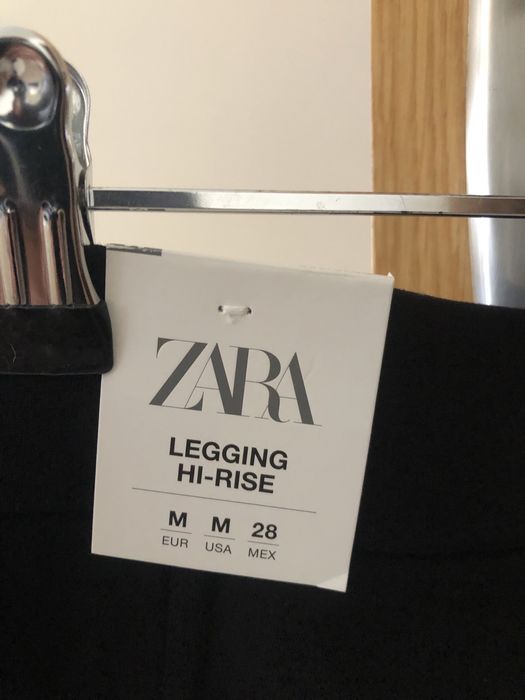 ZARA
LEGGING
HI-RISE
M M 28
EUR USA MEX